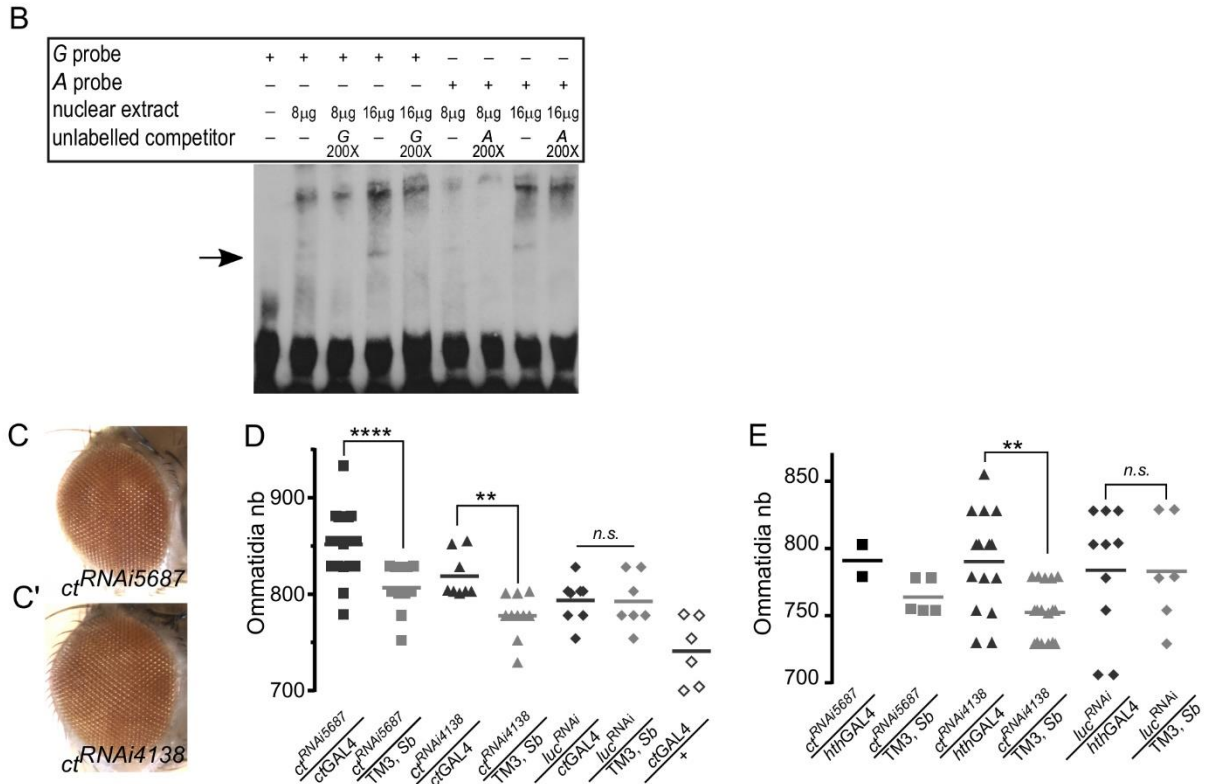 B
G probe + + + + + – – – –
A probe – – – – – + + + +
nuclear extract – 8µg 8µg 16µg 16µg 8µg 8µg 16µg 16µg
unlabelled competitor – – G 200X – G 200X – A 200X – A 200X
C
ctRNAi5687
C'
ctRNAi4138
D
****
**
n.s.
Ommatidia nb
900
800
700
ctRNAi5687
ctGAL4
ctRNAi5687
TM3, Sb
ctRNAi4138
ctGAL4
ctRNAi4138
TM3, Sb
lucRNAi
ctGAL4
lucRNAi
TM3, Sb
ctGAL4
+
E
**
n.s.
Ommatidia nb
850
800
750
700
ctRNAi5687
hthGAL4
ctRNAi5687
TM3, Sb
ctRNAi4138
hthGAL4
ctRNAi4138
TM3, Sb
lucRNAi
hthGAL4
lucRNAi
TM3, Sb